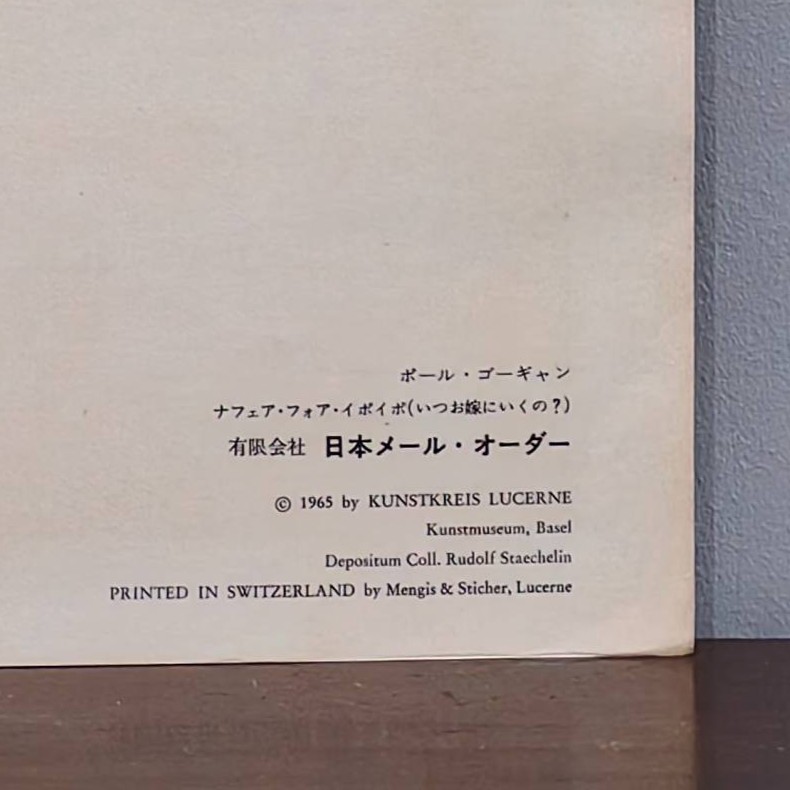 ポール・ゴーギャン
ナフェア・フォア・イポイポ(いつお嫁にいくの?)
有限会社 日本メール・オーダー
© 1965 by KUNSTKREIS LUCERNE
Kunstmuseum, Basel
Depositum Coll. Rudolf Staechelin
PRINTED IN SWITZERLAND by Mengis & Sticher, Lucerne